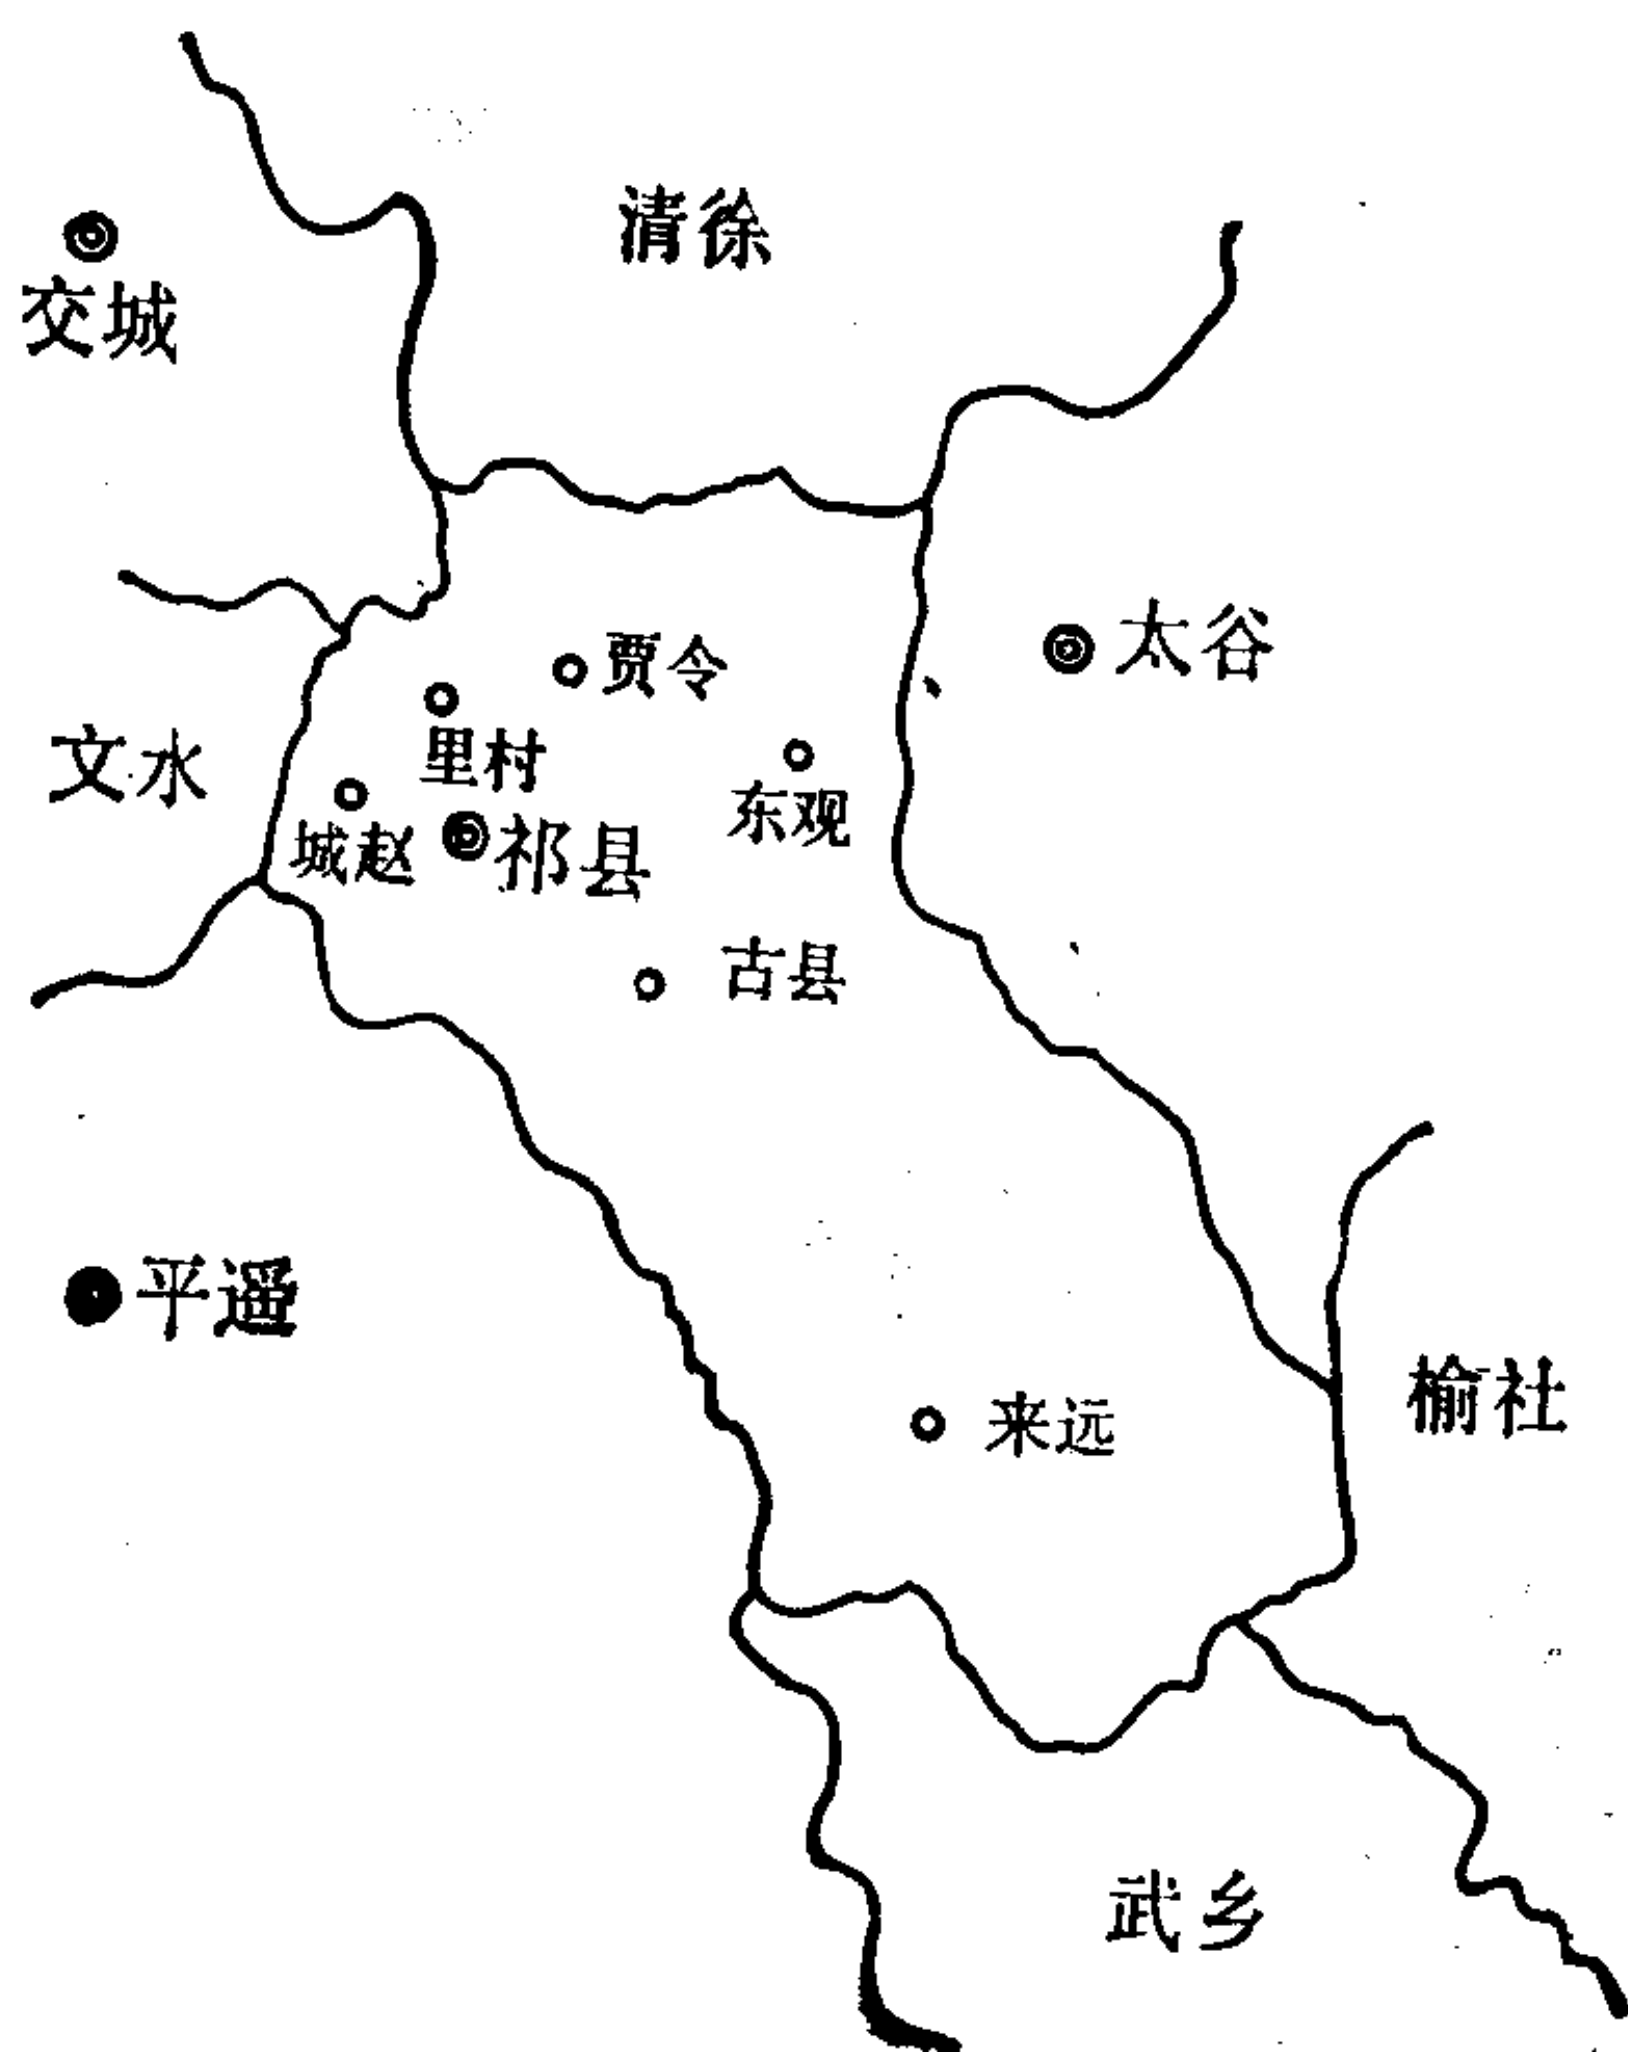 清徐
交城
太谷
贾令
里村
文水
东观
城赵
祁县
古县
平遥
榆社
来远
武乡